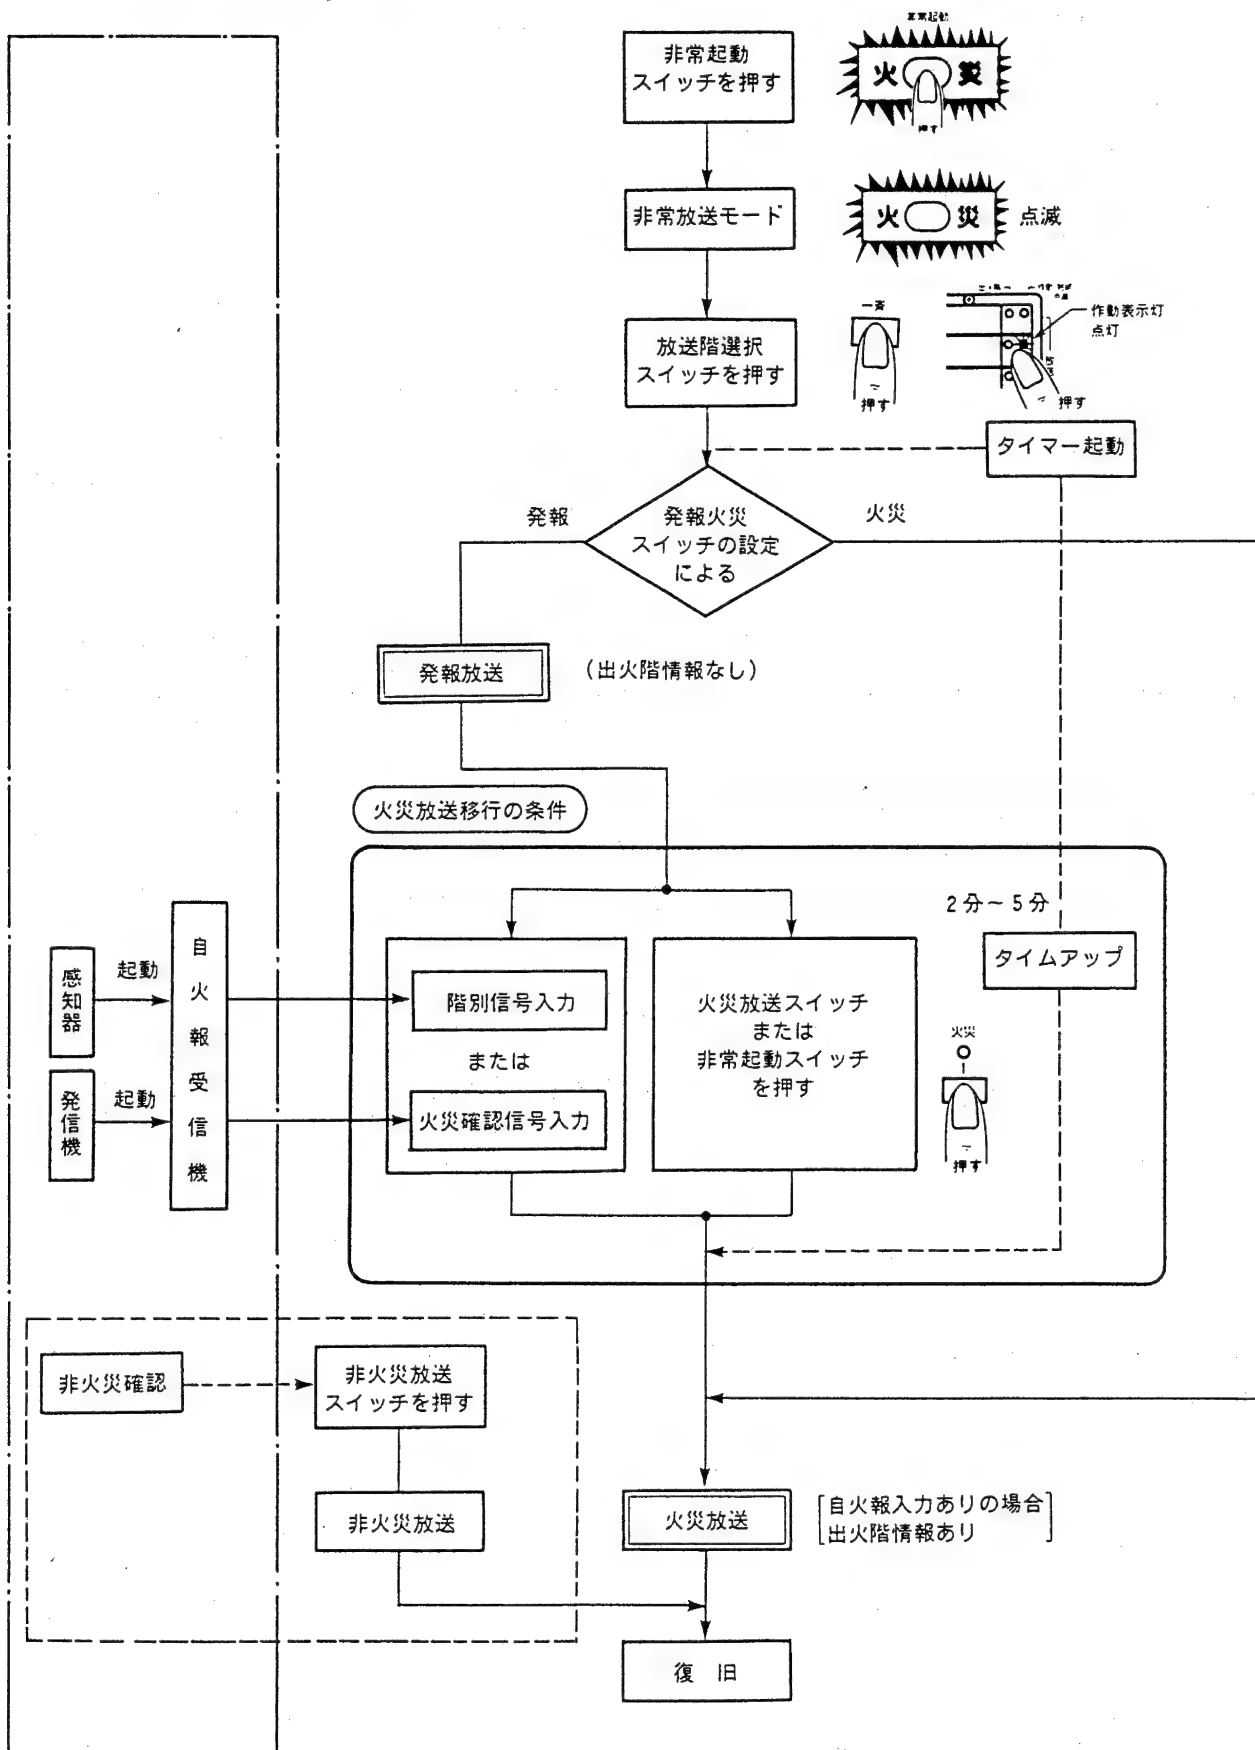 非常起動
スイッチを押す
非常起動
火 災
押す
非常放送モード
火 災
点滅
放送階選択
スイッチを押す
一斉
押す
作動表示灯
点灯
押す
タイマー起動
発報
発報火災
スイッチの設定
による
火災
発報放送
(出火階情報なし)
火災放送移行の条件
2分〜5分
タイムアップ
感知器
起動
自火報受信機
発信機
起動
階別信号入力
または
火災確認信号入力
火災放送スイッチ
または
非常起動スイッチ
を押す
火災
押す
非火災確認
非火災放送
スイッチを押す
非火災放送
火災放送
[自火報入力ありの場合
出火階情報あり]
復 旧